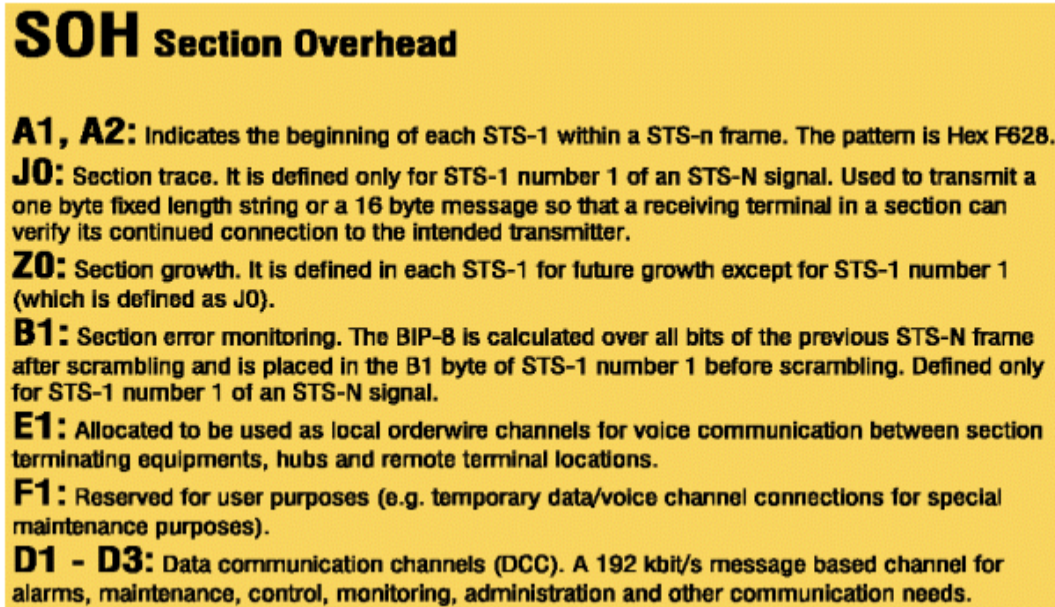 SOH Section Overhead
A1, A2: Indicates the beginning of each STS-1 within a STS-n frame. The pattern is Hex F628.
J0: Section trace. It is defined only for STS-1 number 1 of an STS-N signal. Used to transmit a
one byte fixed length string or a 16 byte message so that a receiving terminal in a section can
verify its continued connection to the intended transmitter.
Z0: Section growth. It is defined in each STS-1 for future growth except for STS-1 number 1
(which is defined as J0).
B1: Section error monitoring. The BIP-8 is calculated over all bits of the previous STS-N frame
after scrambling and is placed in the B1 byte of STS-1 number 1 before scrambling. Defined only
for STS-1 number 1 of an STS-N signal.
E1: Allocated to be used as local orderwire channels for voice communication between section
terminating equipments, hubs and remote terminal locations.
F1: Reserved for user purposes (e.g. temporary data/voice channel connections for special
maintenance purposes).
D1 - D3: Data communication channels (DCC). A 192 kbit/s message based channel for
alarms, maintenance, control, monitoring, administration and other communication needs.